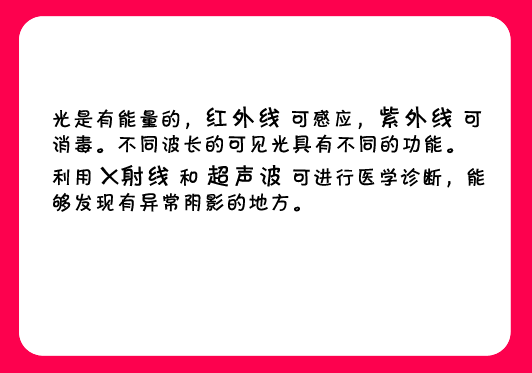 光是有能量的，红外线 可感应，紫外线 可
消毒。不同波长的可见光具有不同的功能。
利用 X射线 和 超声波 可进行医学诊断，能
够发现有异常阴影的地方。